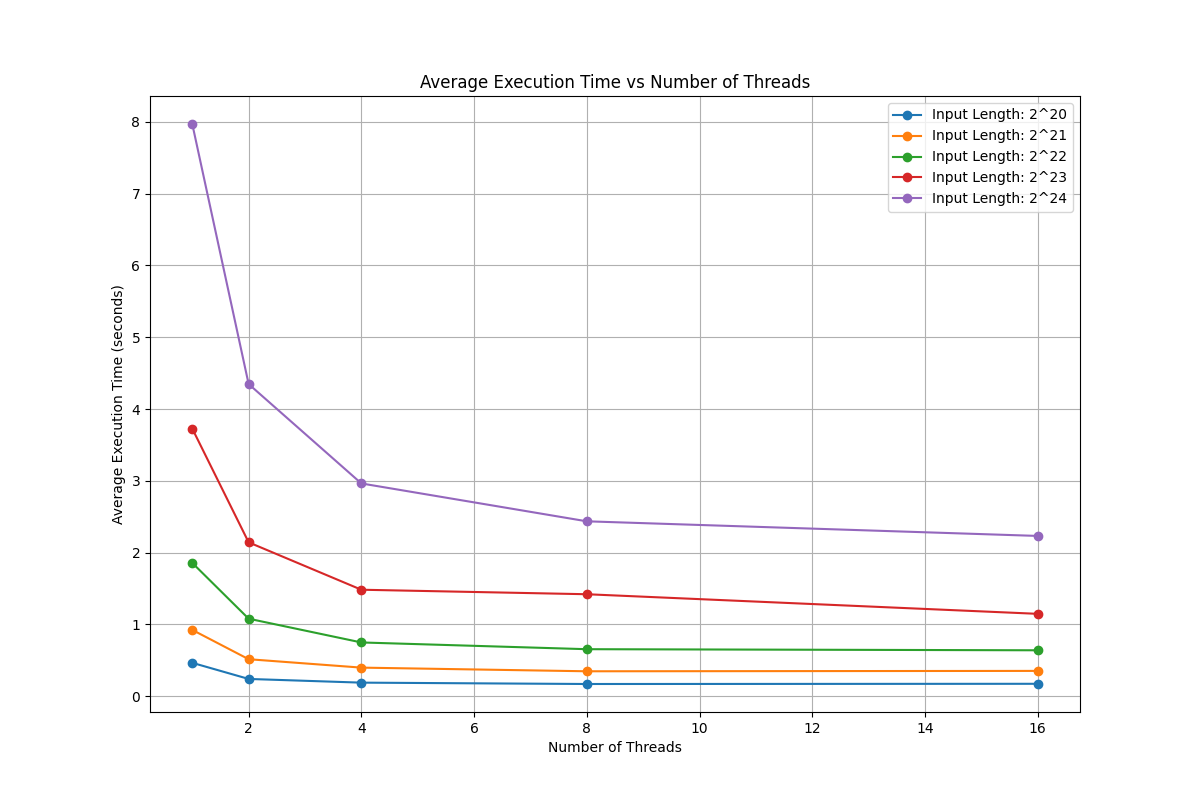 Average Execution Time vs Number of Threads
Input Length: 2^20
Input Length: 2^21
Input Length: 2^22
Input Length: 2^23
Input Length: 2^24
Average Execution Time (seconds)
8
7
6
5
4
3
2
1
0
2 4 6 8 10 12 14 16
Number of Threads